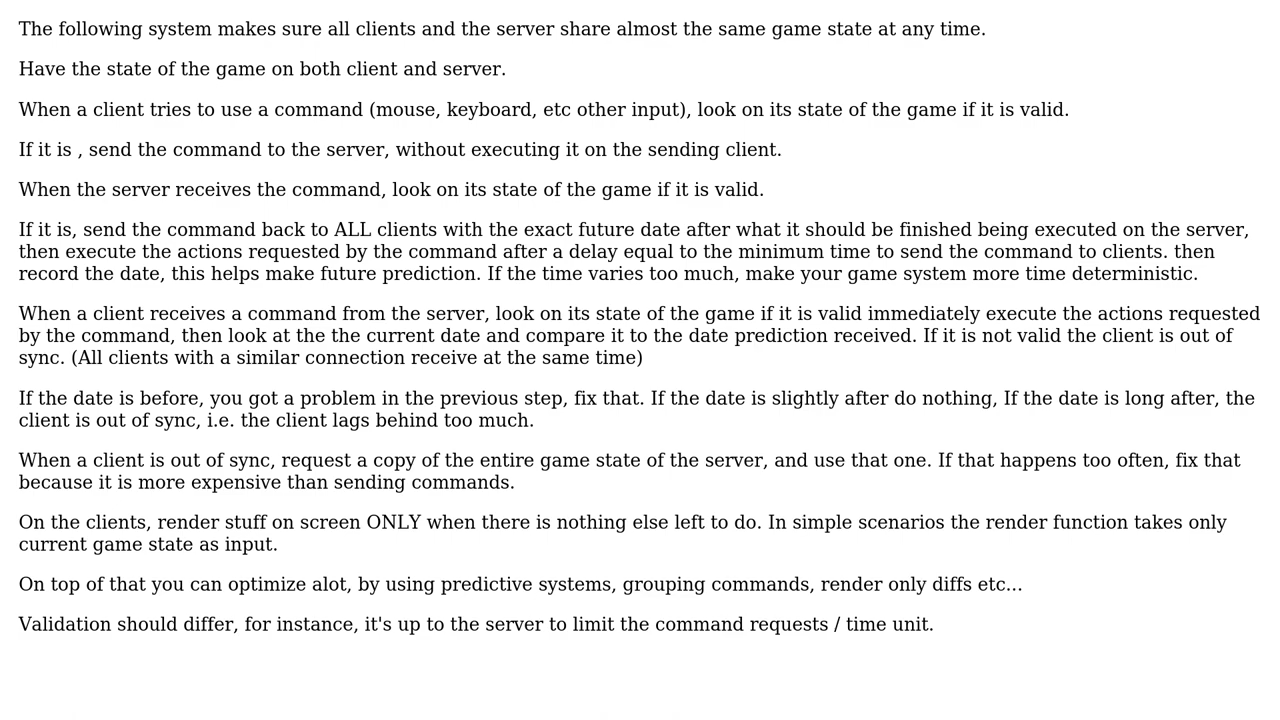 The following system makes sure all clients and the server share almost the same game state at any time.
Have the state of the game on both client and server.
When a client tries to use a command (mouse, keyboard, etc other input), look on its state of the game if it is valid.
If it is , send the command to the server, without executing it on the sending client.
When the server receives the command, look on its state of the game if it is valid.
If it is, send the command back to ALL clients with the exact future date after what it should be finished being executed on the server,
then execute the actions requested by the command after a delay equal to the minimum time to send the command to clients. then
record the date, this helps make future prediction. If the time varies too much, make your game system more time deterministic.
When a client receives a command from the server, look on its state of the game if it is valid immediately execute the actions requested
by the command, then look at the the current date and compare it to the date prediction received. If it is not valid the client is out of
sync. (All clients with a similar connection receive at the same time)
If the date is before, you got a problem in the previous step, fix that. If the date is slightly after do nothing, If the date is long after, the
client is out of sync, i.e. the client lags behind too much.
When a client is out of sync, request a copy of the entire game state of the server, and use that one. If that happens too often, fix that
because it is more expensive than sending commands.
On the clients, render stuff on screen ONLY when there is nothing else left to do. In simple scenarios the render function takes only
current game state as input.
On top of that you can optimize alot, by using predictive systems, grouping commands, render only diffs etc...
Validation should differ, for instance, it's up to the server to limit the command requests / time unit.